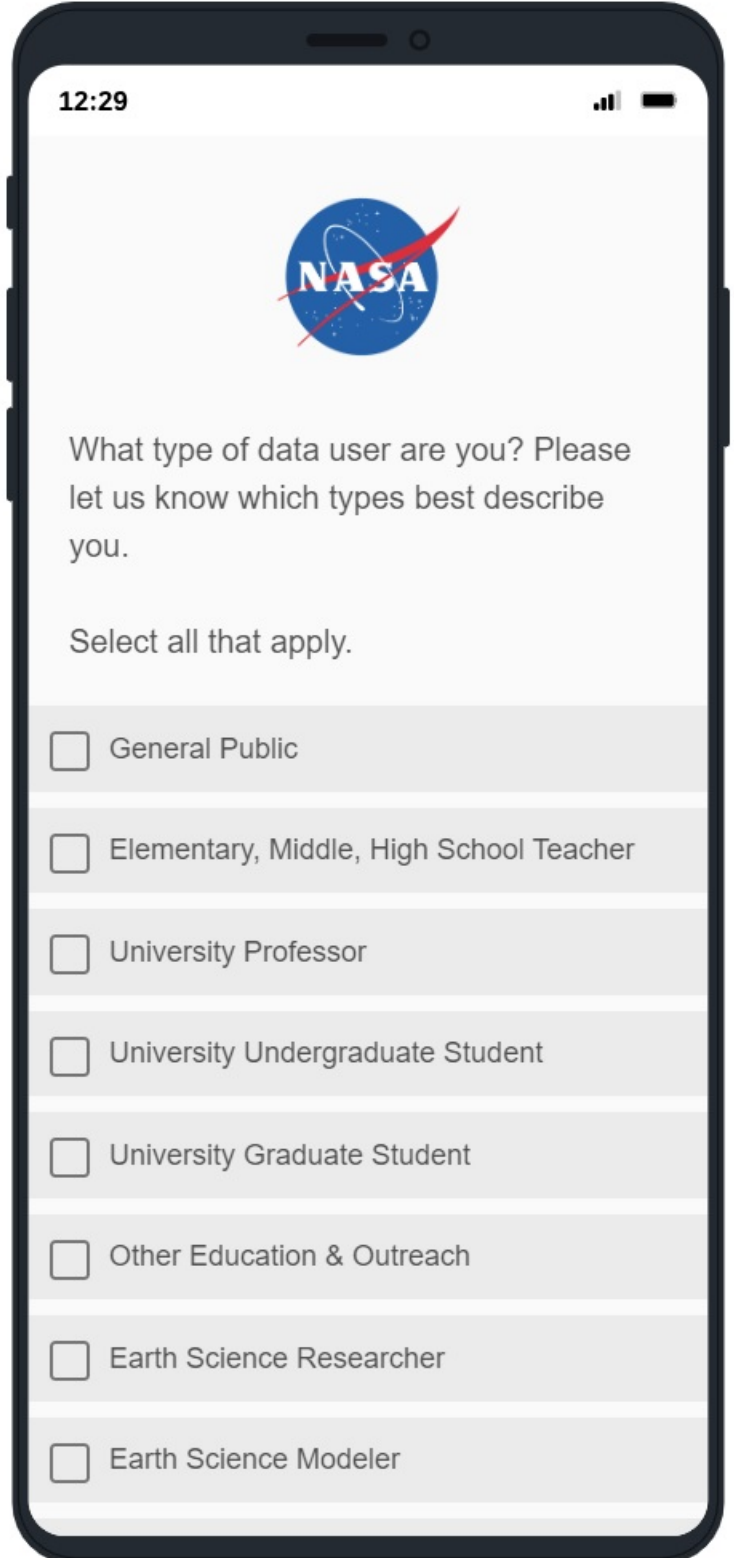 12:29
NASA
What type of data user are you? Please
let us know which types best describe
you.
Select all that apply.
General Public
Elementary, Middle, High School Teacher
University Professor
University Undergraduate Student
University Graduate Student
Other Education & Outreach
Earth Science Researcher
Earth Science Modeler